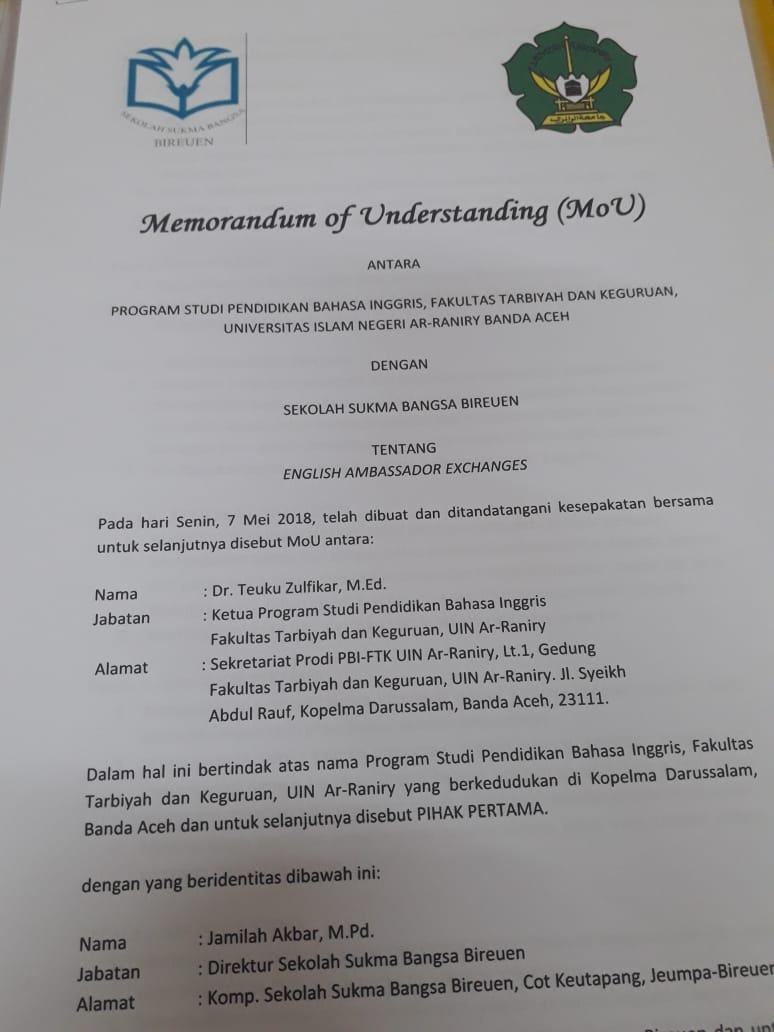 SEKOLAH SUKMA BANGSA
BIREUEN
Memorandum of Understanding (MoU)
ANTARA
PROGRAM STUDI PENDIDIKAN BAHASA INGGRIS, FAKULTAS TARBIYAH DAN KEGURUAN,
UNIVERSITAS ISLAM NEGERI AR-RANIRY BANDA ACEH
DENGAN
SEKOLAH SUKMA BANGSA BIREUEN
TENTANG
ENGLISH AMBASSADOR EXCHANGES
Pada hari Senin, 7 Mei 2018, telah dibuat dan ditandatangani kesepakatan bersama
untuk selanjutnya disebut MoU antara:
Nama : Dr. Teuku Zulfikar, M.Ed.
Jabatan : Ketua Program Studi Pendidikan Bahasa Inggris
Fakultas Tarbiyah dan Keguruan, UIN Ar-Raniry
Alamat : Sekretariat Prodi PBI-FTK UIN Ar-Raniry, Lt.1, Gedung
Fakultas Tarbiyah dan Keguruan, UIN Ar-Raniry. Jl. Syeikh
Abdul Rauf, Kopelma Darussalam, Banda Aceh, 23111.
Dalam hal ini bertindak atas nama Program Studi Pendidikan Bahasa Inggris, Fakultas
Tarbiyah dan Keguruan, UIN Ar-Raniry yang berkedudukan di Kopelma Darussalam,
Banda Aceh dan untuk selanjutnya disebut PIHAK PERTAMA.
dengan yang beridentitas dibawah ini:
Nama : Jamilah Akbar, M.Pd.
Jabatan : Direktur Sekolah Sukma Bangsa Bireuen
Alamat : Komp. Sekolah Sukma Bangsa Bireuen, Cot Keutapang, Jeumpa-Bireuen
dan